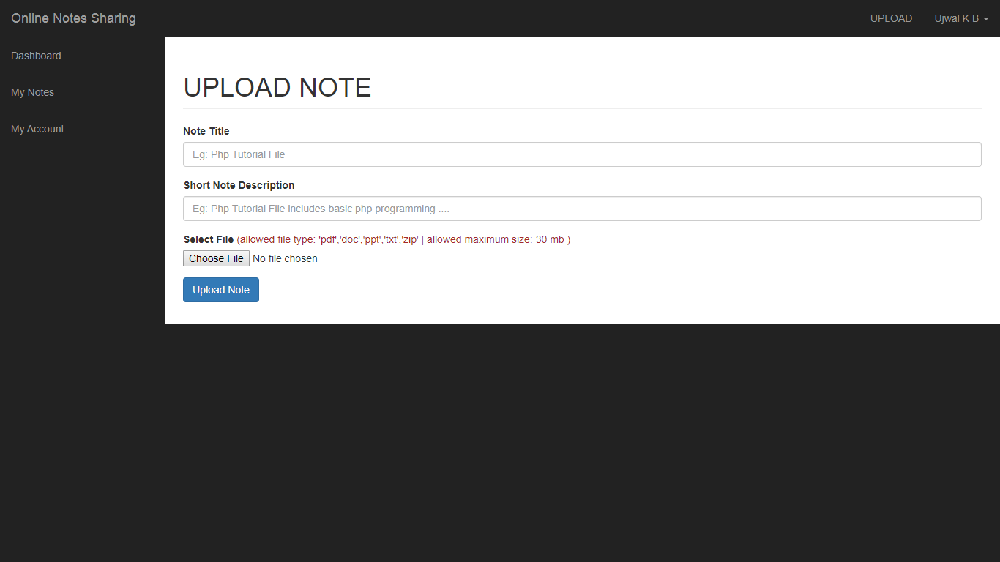 Online Notes Sharing
UPLOAD
Ujwal K B
Dashboard
My Notes
My Account
UPLOAD NOTE
Note Title
Eg: Php Tutorial File
Short Note Description
Eg: Php Tutorial File includes basic php programming ....
Select File (allowed file type: 'pdf','doc','ppt','txt','zip' | allowed maximum size: 30 mb )
Choose File No file chosen
Upload Note